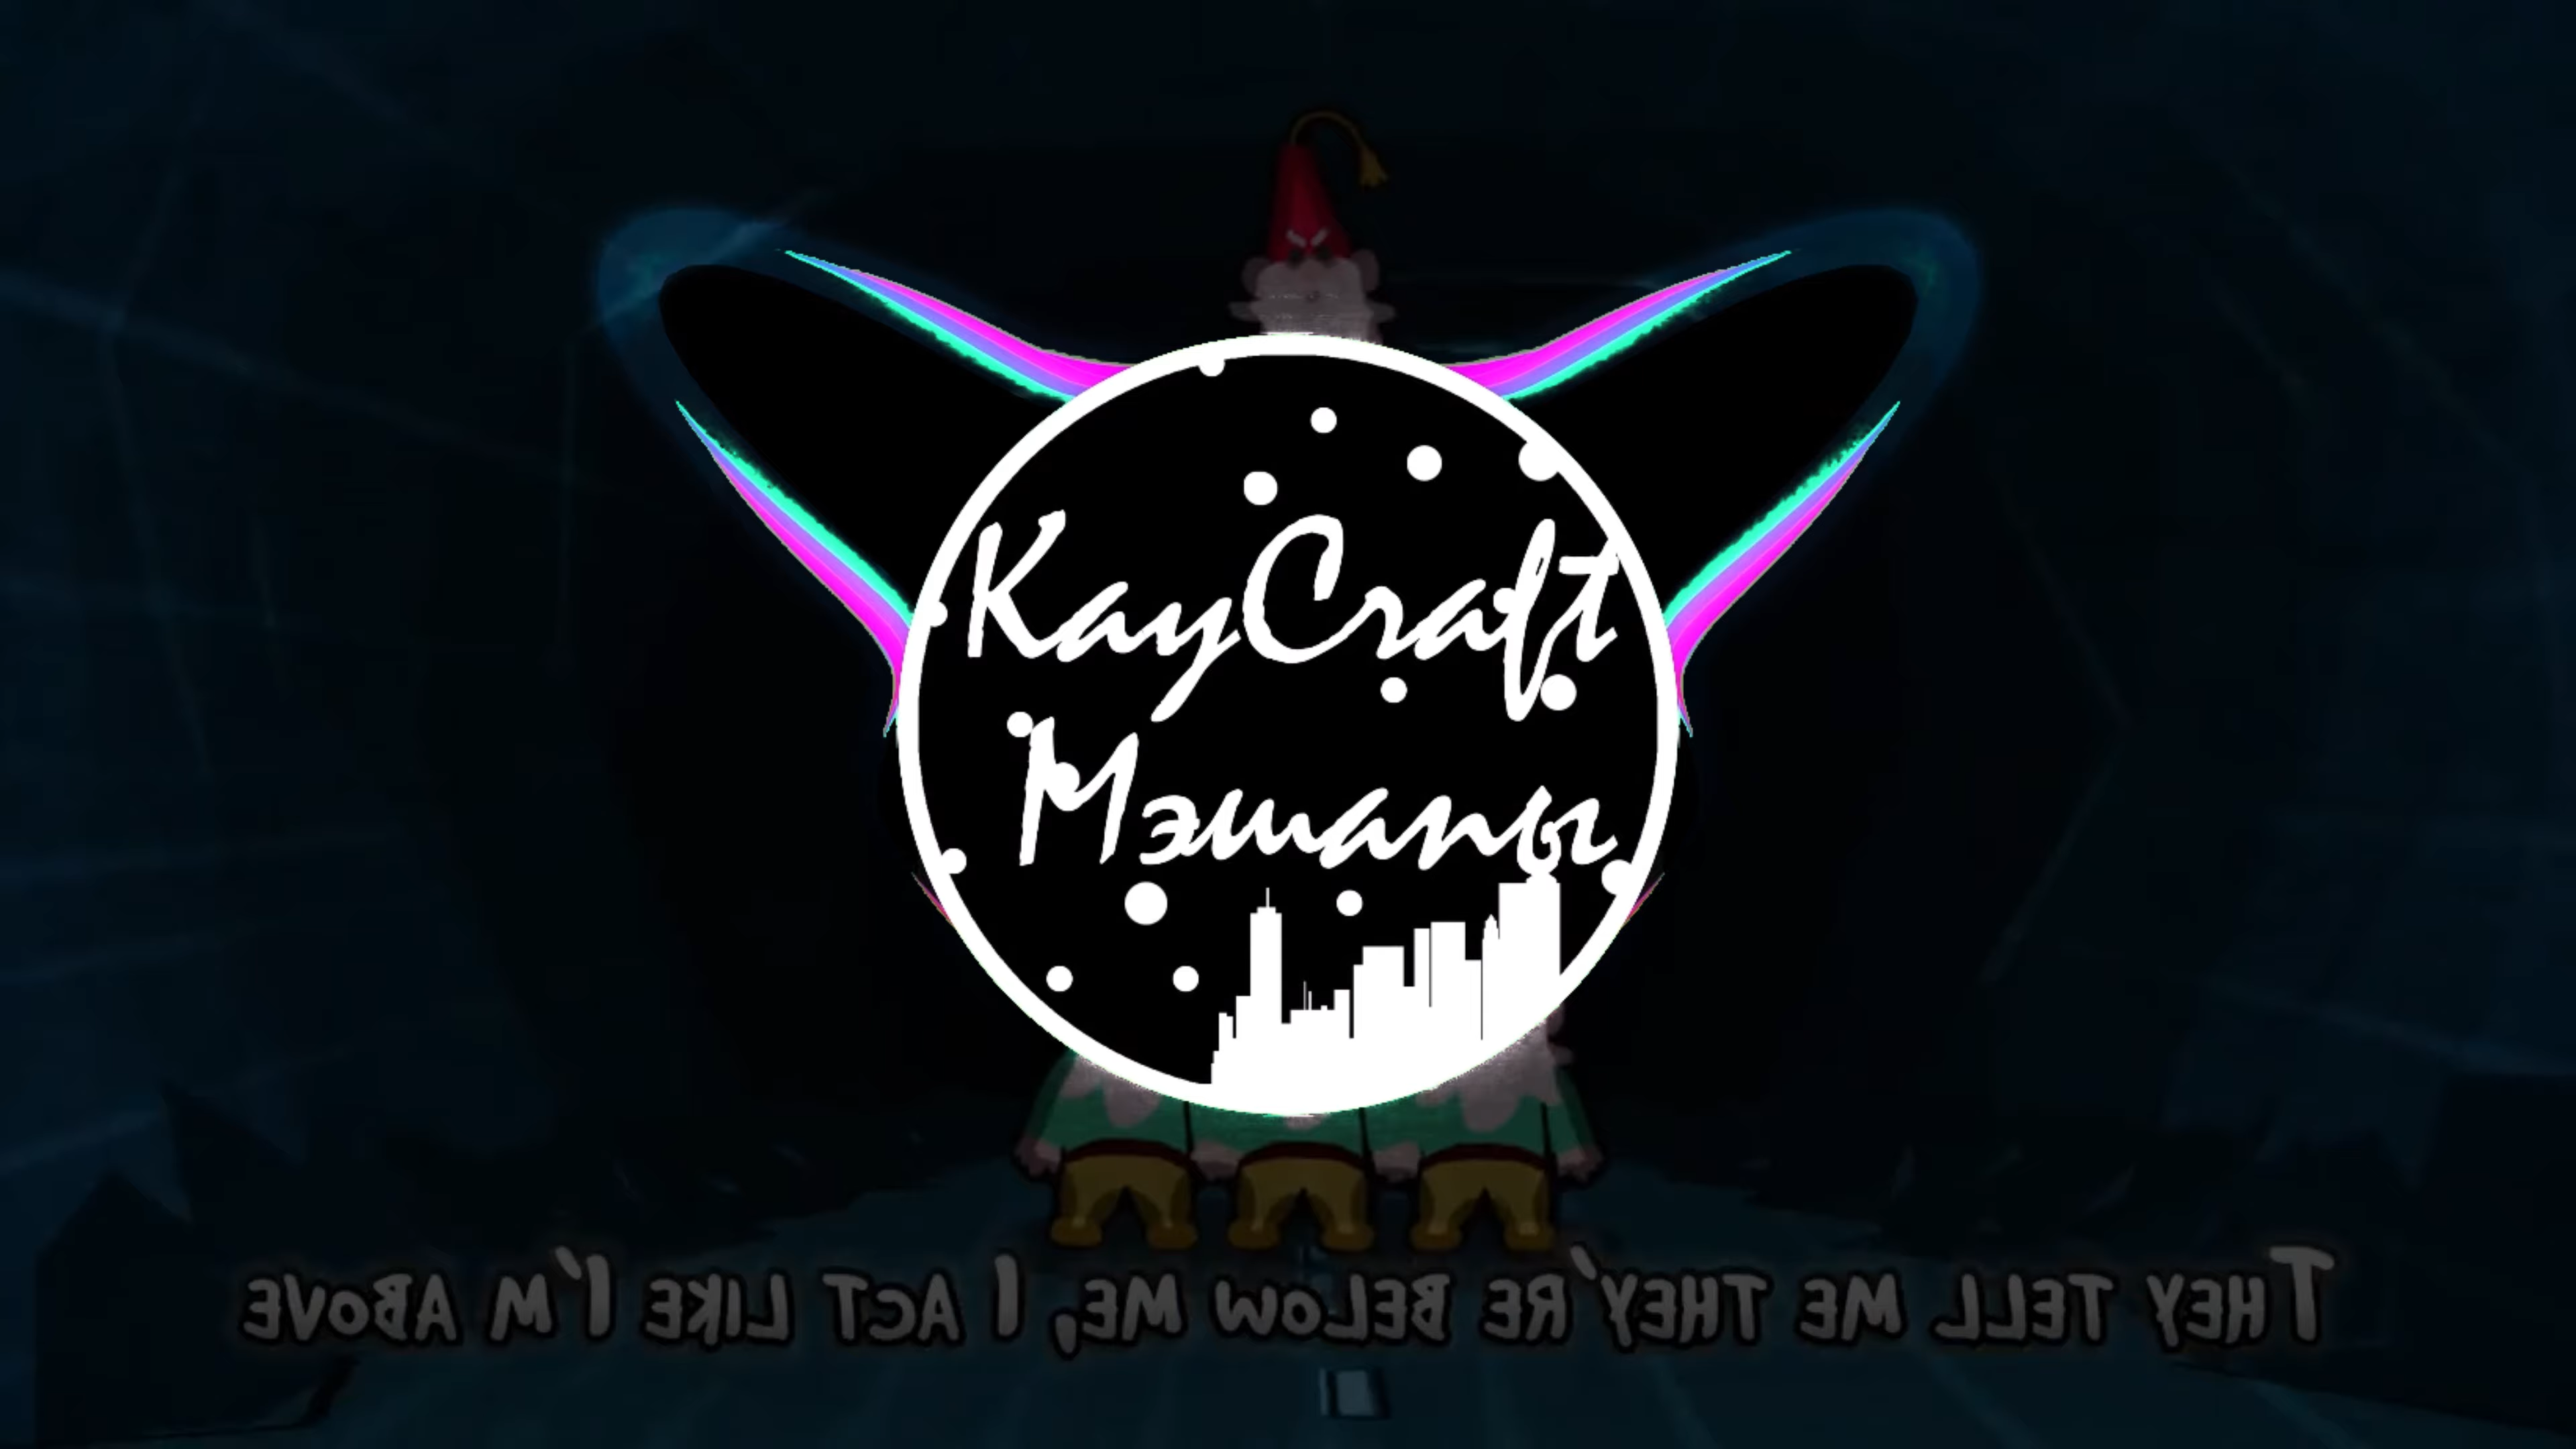 KayCraft
Мэшапы
They tell me they're below me, I act like I'm above